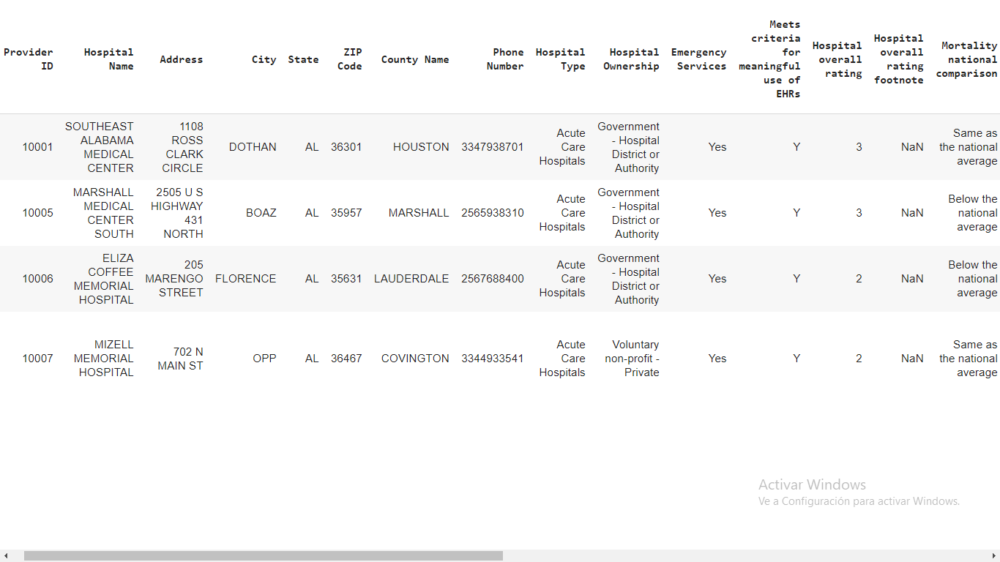 Provider ID Hospital Name Address City State ZIP Code County Name Phone Number Hospital Type Hospital Ownership Emergency Services Meets criteria for meaningful use of EHRs Hospital overall rating Hospital overall rating footnote Mortality national comparison
10001 SOUTHEAST ALABAMA MEDICAL CENTER 1108 ROSS CLARK CIRCLE DOTHAN AL 36301 HOUSTON 3347938701 Acute Care Hospitals Government - Hospital District or Authority Yes Y 3 NaN Same as the national average
10005 MARSHALL MEDICAL CENTER SOUTH 2505 U S HIGHWAY 431 NORTH BOAZ AL 35957 MARSHALL 2565938310 Acute Care Hospitals Government - Hospital District or Authority Yes Y 3 NaN Below the national average
10006 ELIZA COFFEE MEMORIAL HOSPITAL 205 MARENGO STREET FLORENCE AL 35631 LAUDERDALE 2567688400 Acute Care Hospitals Government - Hospital District or Authority Yes Y 2 NaN Below the national average
10007 MIZELL MEMORIAL HOSPITAL 702 N MAIN ST OPP AL 36467 COVINGTON 3344933541 Acute Care Hospitals Voluntary non-profit - Private Yes Y 2 NaN Same as the national average
Activar Windows
Ve a Configuración para activar Windows.